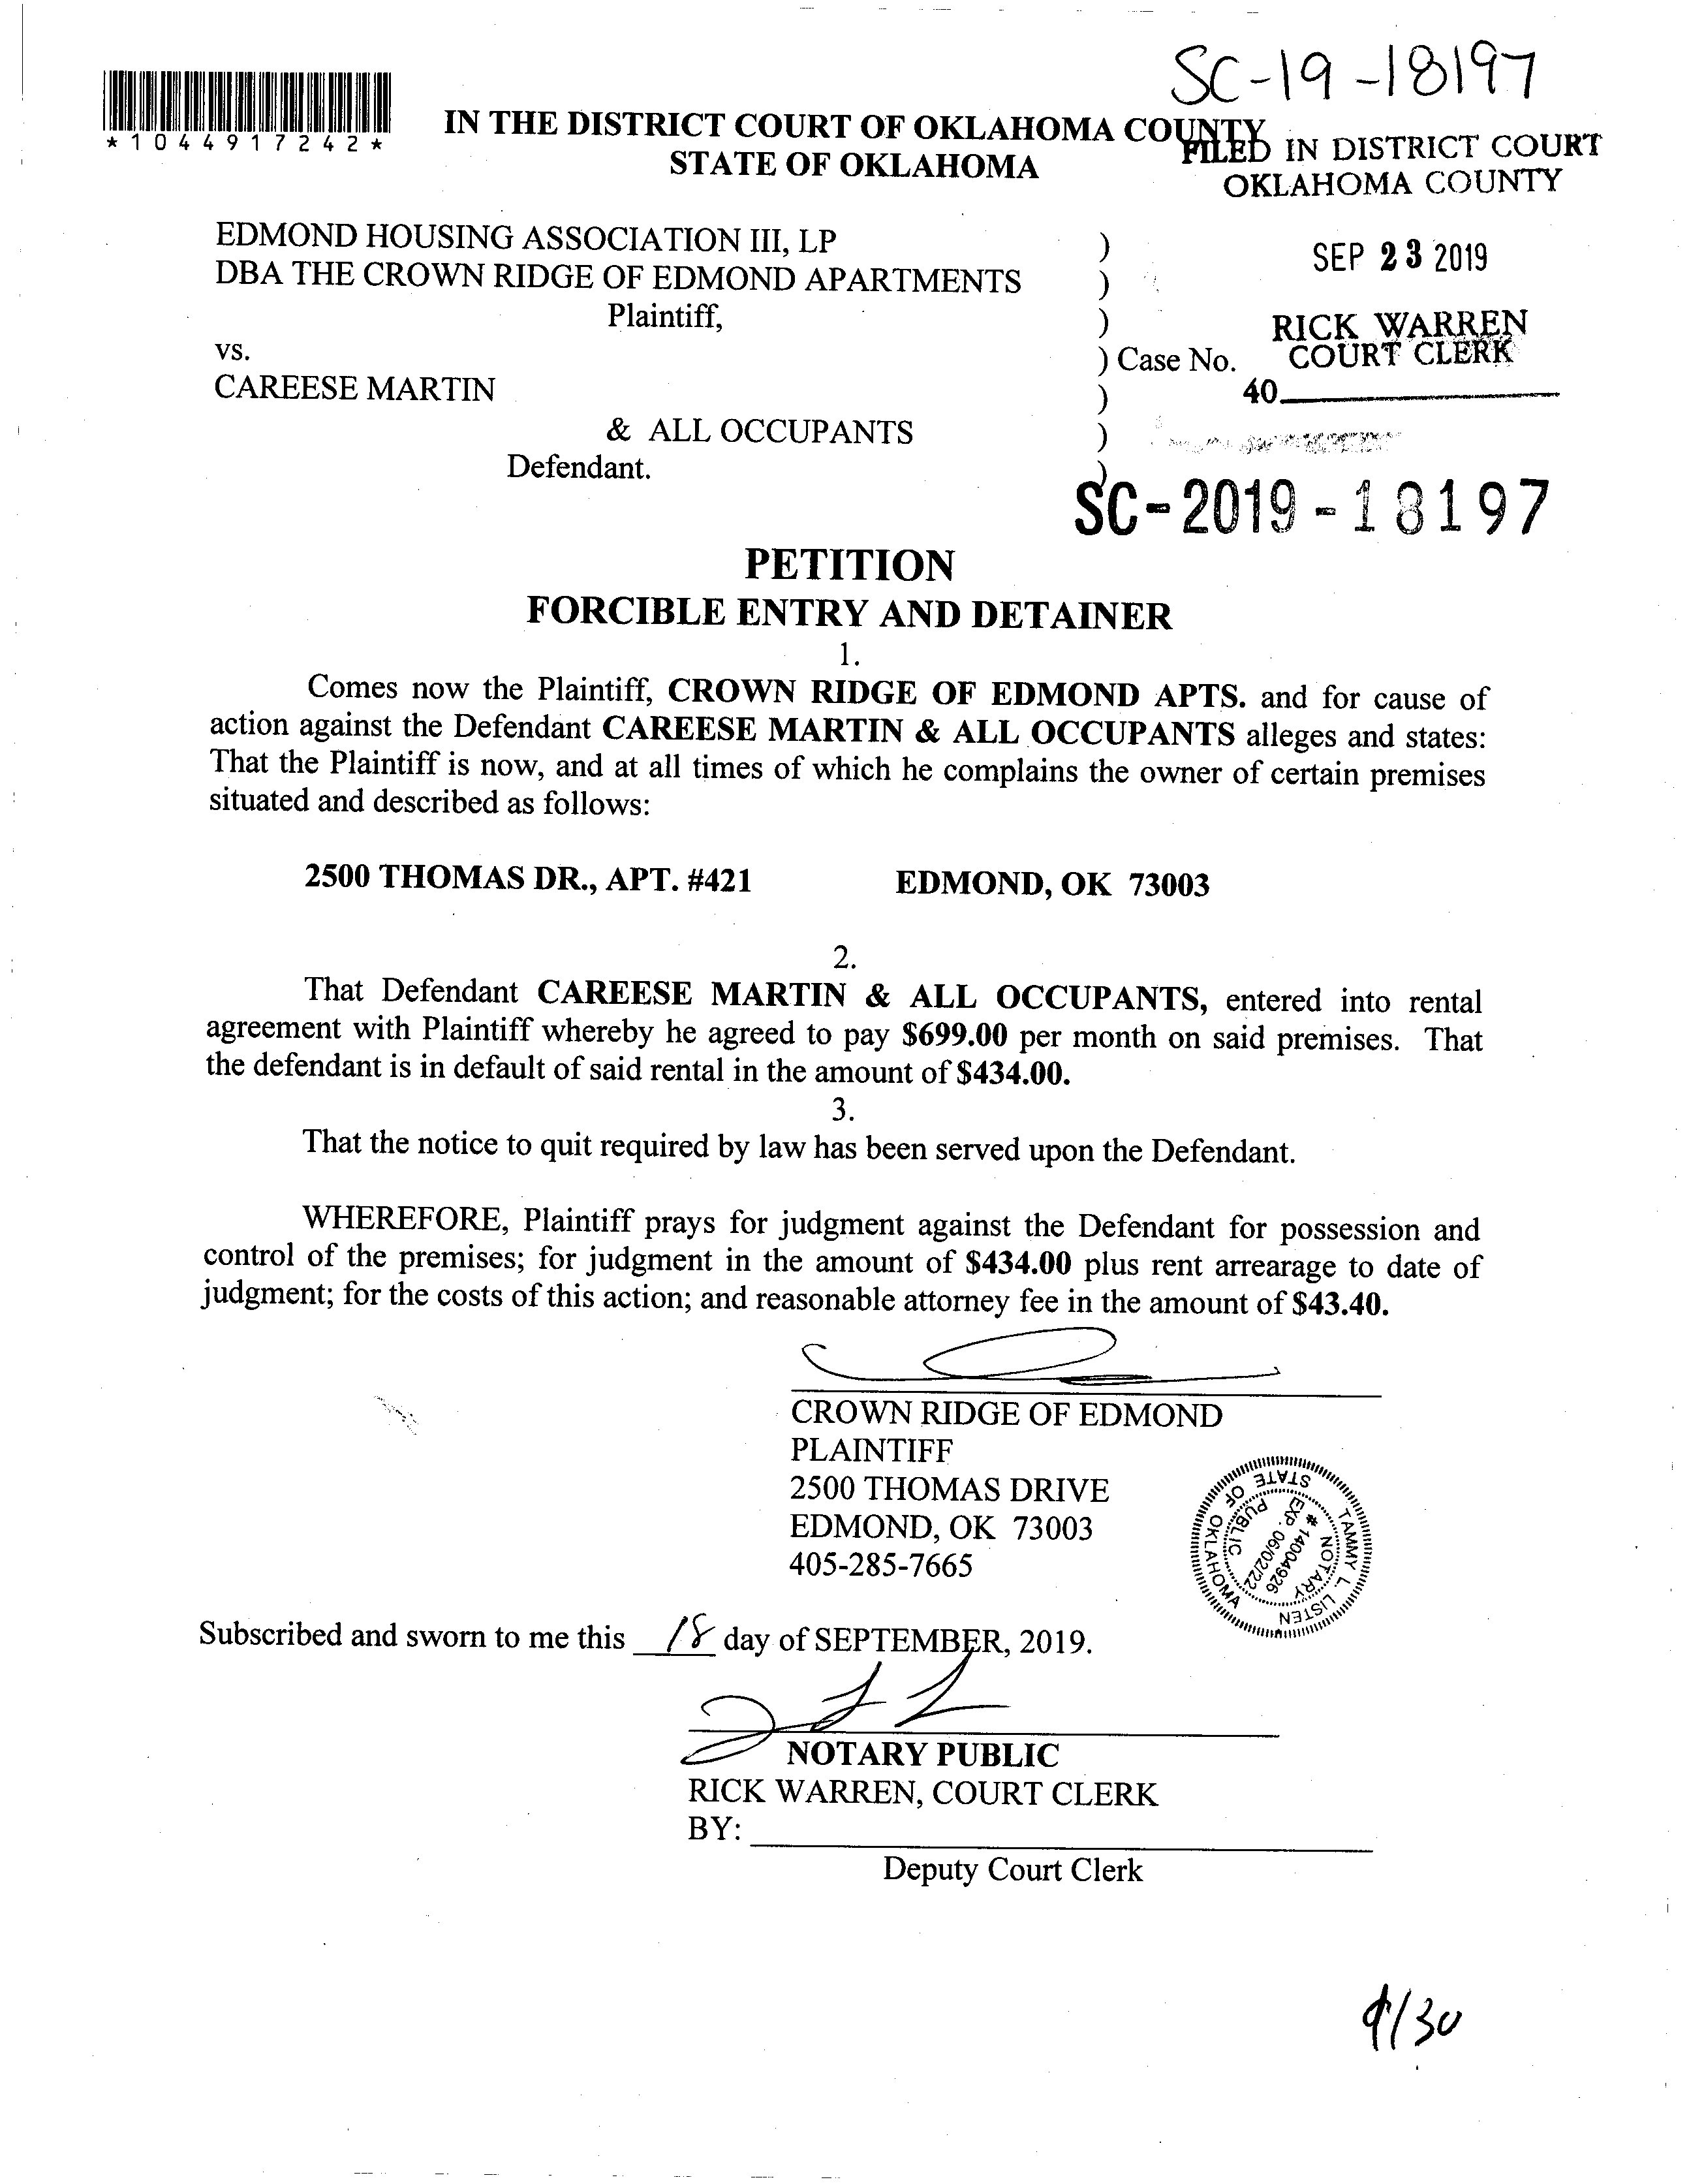 SC-19-18197
*1044917242*
IN THE DISTRICT COURT OF OKLAHOMA COUNTY
STATE OF OKLAHOMA
FILED IN DISTRICT COURT
OKLAHOMA COUNTY
SEP 23 2019
RICK WARREN
COURT CLERK
40
EDMOND HOUSING ASSOCIATION III, LP )
DBA THE CROWN RIDGE OF EDMOND APARTMENTS )
Plaintiff, )
vs. ) Case No.
CAREESE MARTIN )
& ALL OCCUPANTS )
Defendant. )
SC-2019-18197
PETITION
FORCIBLE ENTRY AND DETAINER
1.
Comes now the Plaintiff, CROWN RIDGE OF EDMOND APTS. and for cause of
action against the Defendant CAREESE MARTIN & ALL OCCUPANTS alleges and states:
That the Plaintiff is now, and at all times of which he complains the owner of certain premises
situated and described as follows:
2500 THOMAS DR., APT. #421 EDMOND, OK 73003
2.
That Defendant CAREESE MARTIN & ALL OCCUPANTS, entered into rental
agreement with Plaintiff whereby he agreed to pay $699.00 per month on said premises. That
the defendant is in default of said rental in the amount of $434.00.
3.
That the notice to quit required by law has been served upon the Defendant.
WHEREFORE, Plaintiff prays for judgment against the Defendant for possession and
control of the premises; for judgment in the amount of $434.00 plus rent arrearage to date of
judgment; for the costs of this action; and reasonable attorney fee in the amount of $43.40.
CROWN RIDGE OF EDMOND
PLAINTIFF
2500 THOMAS DRIVE
EDMOND, OK 73003
405-285-7665
TAMMY L. LISTEN
NOTARY
# 14004926
EXP. 06/02/22
PUBLIC
STATE OF OKLAHOMA
Subscribed and sworn to me this 18 day of SEPTEMBER, 2019.
NOTARY PUBLIC
RICK WARREN, COURT CLERK
BY:
Deputy Court Clerk
9/30